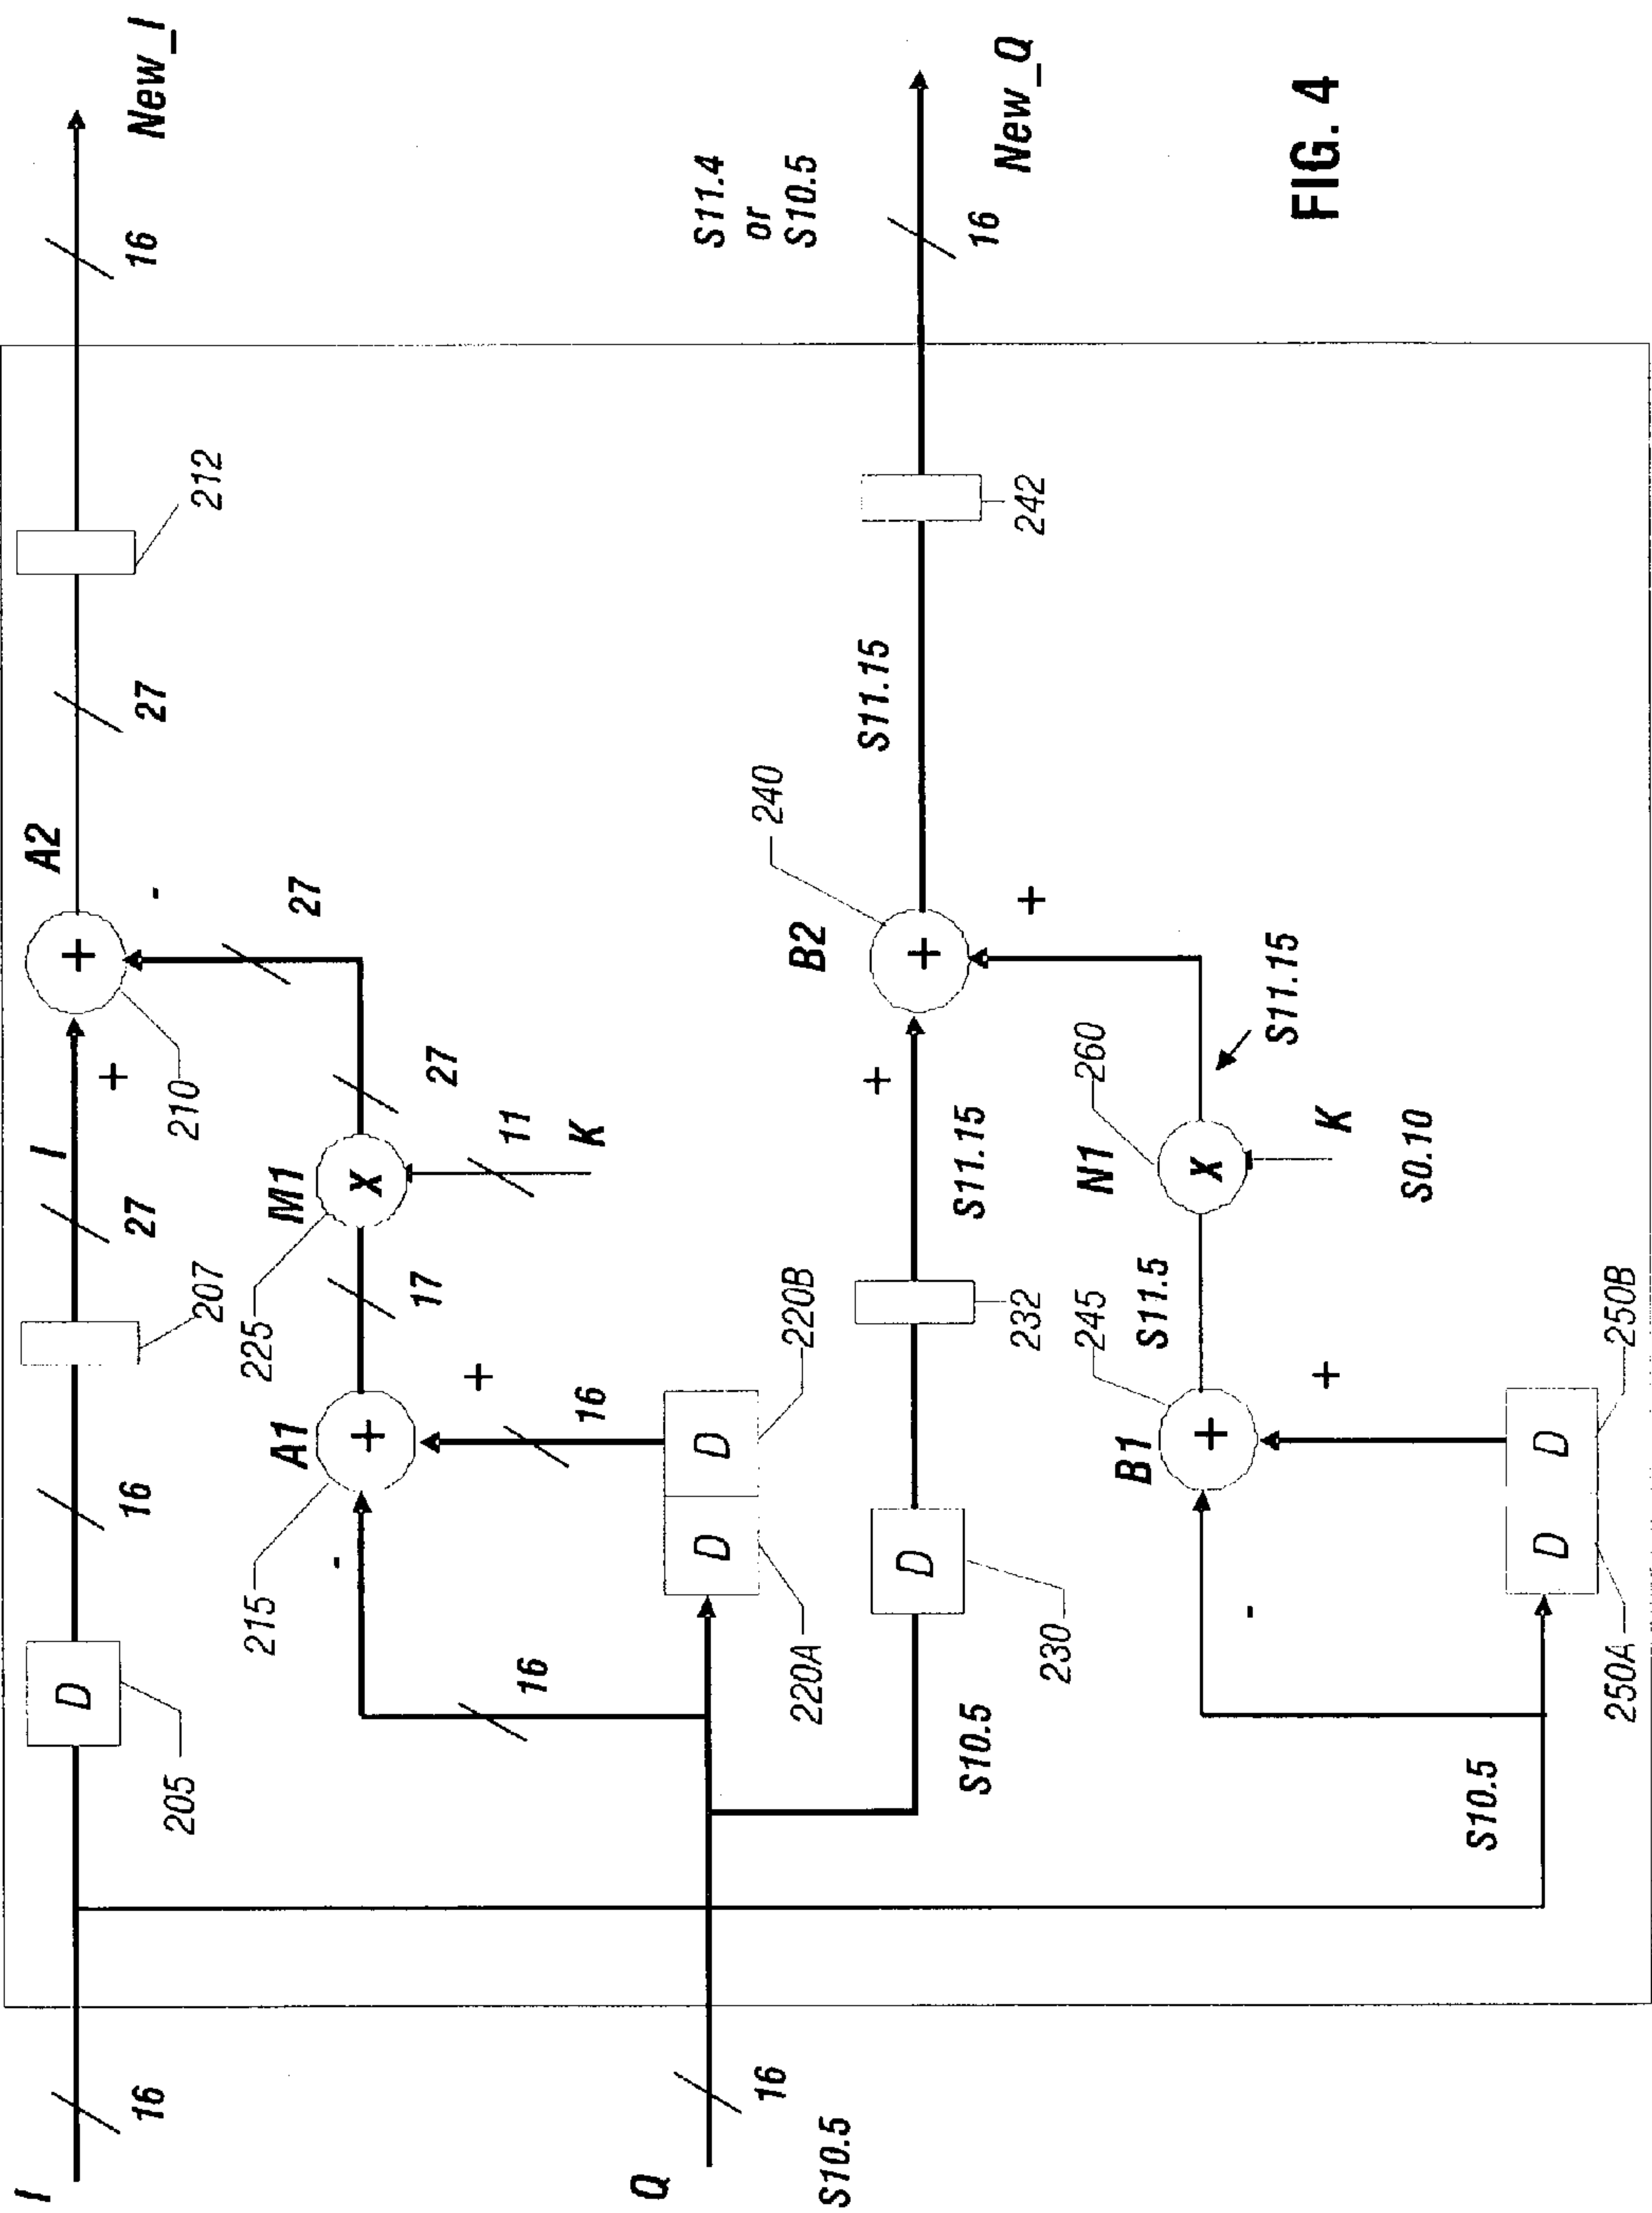 I
16
D
205
16
207
27
I
+
210
+
A2
-
27
212
16
New_I
215
A1
+
-
16
+
16
17
225
M1
X
27
11
K
27
220A
D
D
220B
Q
16
S10.5
S10.5
D
230
232
S11.15
+
B2
+
240
+
S11.15
242
S11.4
or
S10.5
16
New_Q
S10.5
-
B1
+
245
+
S11.5
N1
X
260
K
S0.10
S11.15
250A
D
D
250B
FIG. 4